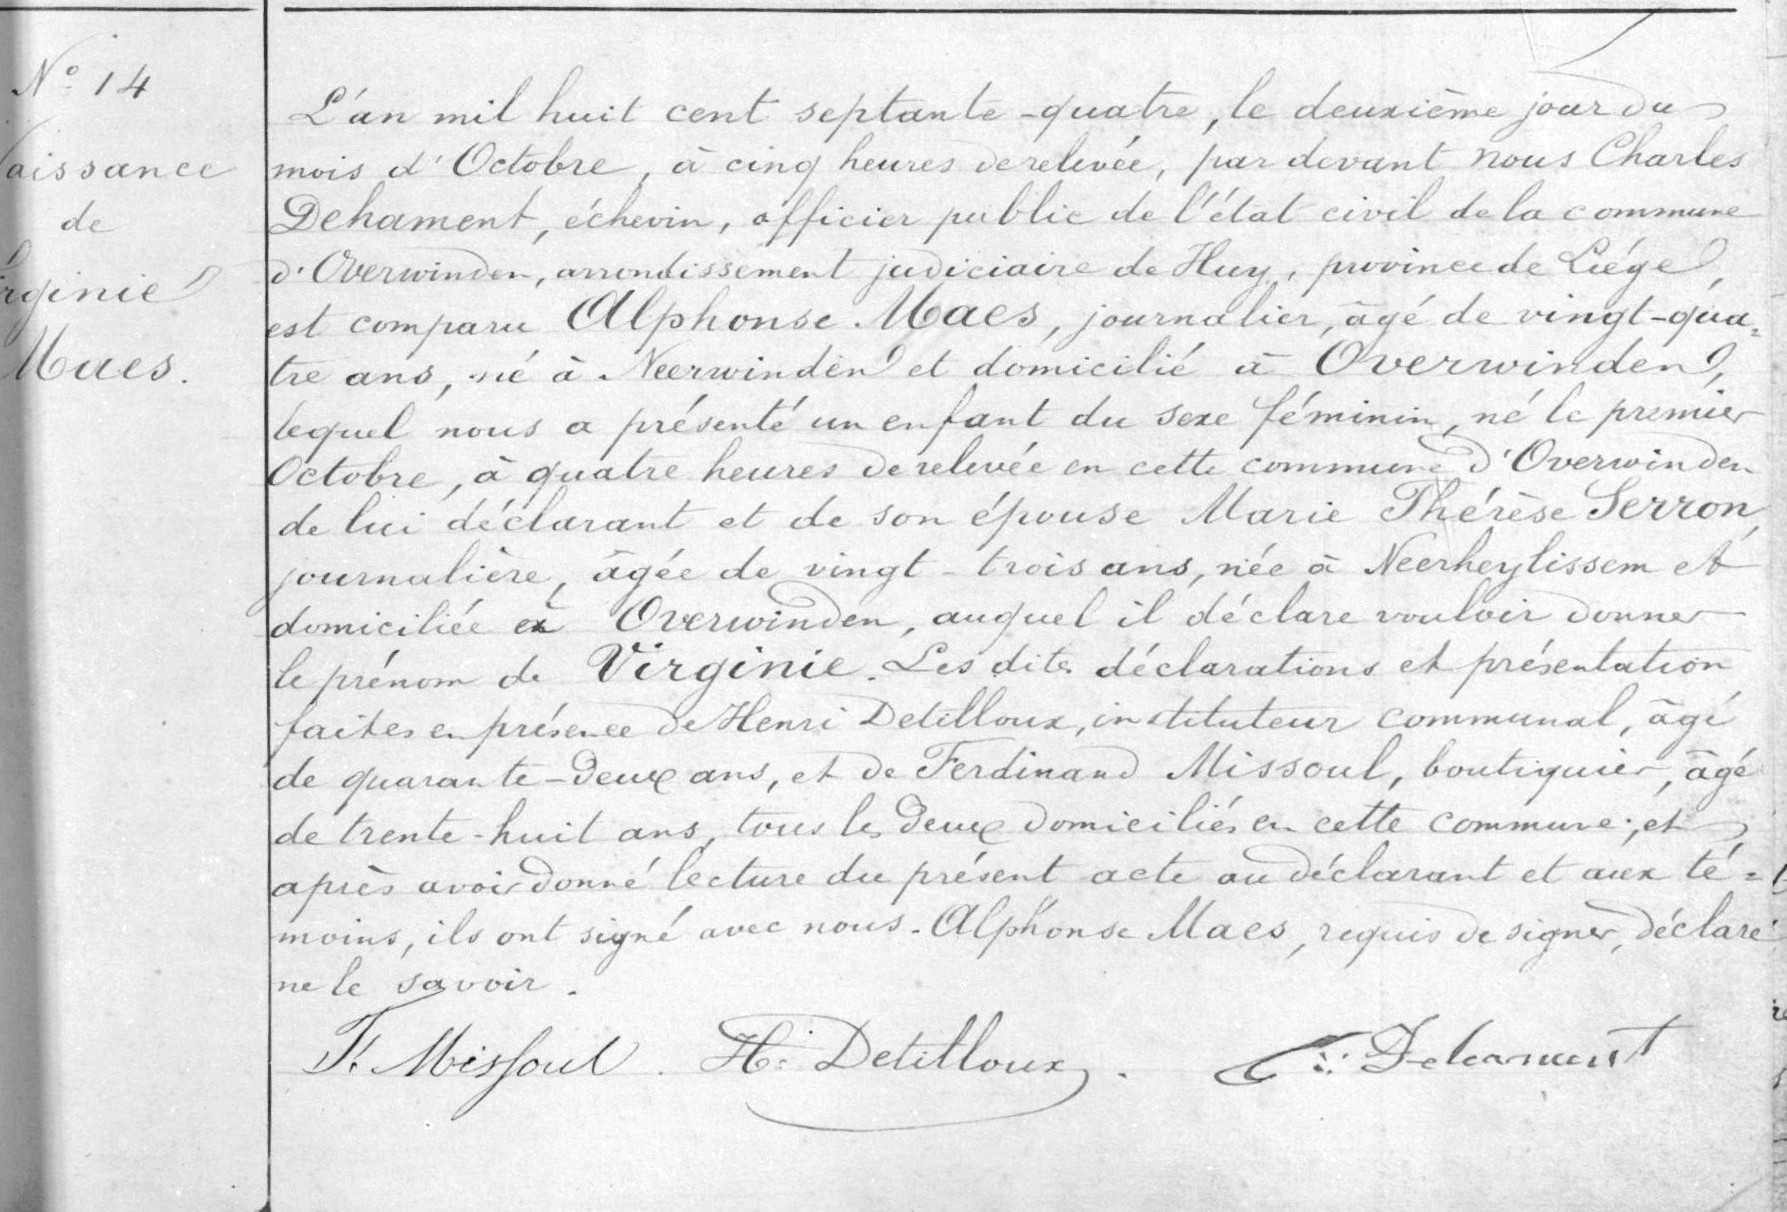 Nº 14
aissance
de
rginie
Maes.
L'an mil huit cent septante-quatre, le deuxième jour du
mois d'Octobre, à cinq heures de relevée, par devant nous Charles
Dehament, échevin, officier public de l'état civil de la commune
d'Overwinden, arrondissement judiciaire de Huy, province de Liége,
est comparu Alphonse Maes, journalier, âgé de vingt-qua=
tre ans, né à Neerwinden et domicilié à Overwinden,
lequel nous a présenté un enfant du sexe féminin, né le premier
Octobre, à quatre heures de relevée en cette commune d'Overwinden
de lui déclarant et de son épouse Marie Thérèse Serron,
journalière, âgée de vingt-trois ans, née à Neerheylissem et
domiciliée à Overwinden, auquel il déclare vouloir donner
le prénom de Virginie. Les dites déclarations et présentation
faites en présence de Henri Detilloux, instituteur communal, âgé
de quarante-deux ans, et de Ferdinand Missoul, boutiquier, âgé
de trente-huit ans, tous les deux domiciliés en cette commune; et
après avoir donné lecture du présent acte au déclarant et aux té=
moins, ils ont signé avec nous. Alphonse Maes, requis de signer, déclare
ne le savoir.
F. Missoul. H. Detilloux. C. Dehament